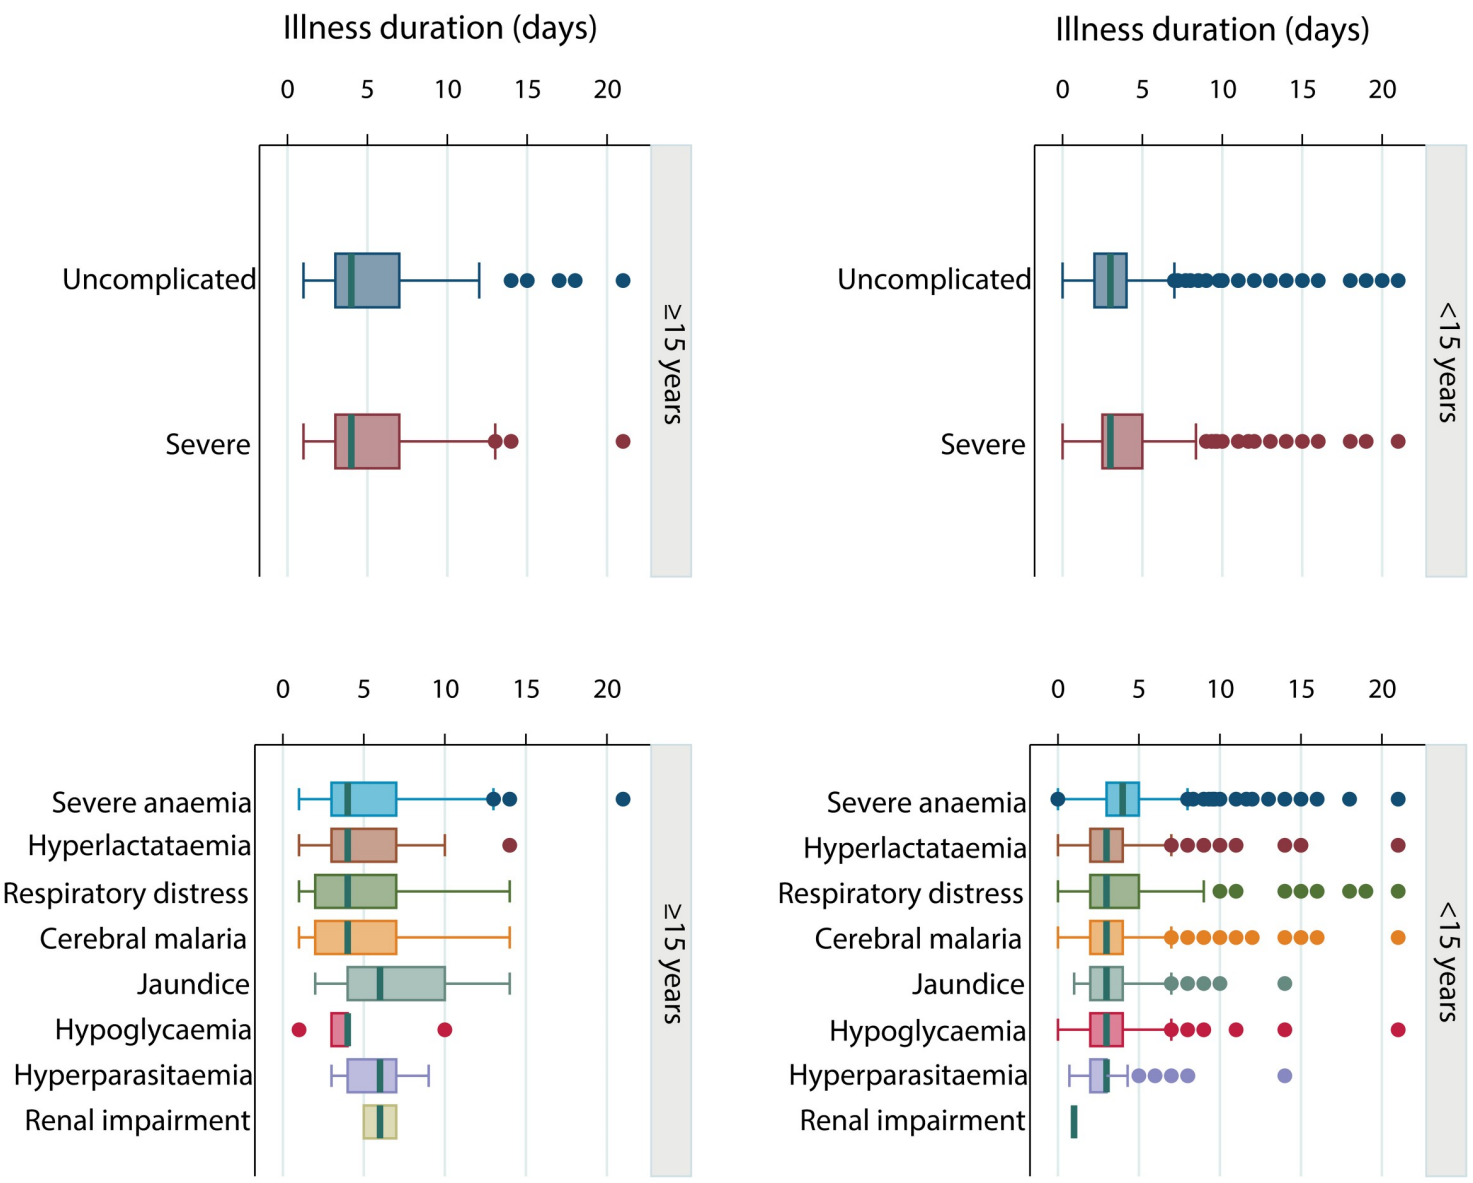 Illness duration (days)
0 5 10 15 20
Uncomplicated
Severe
≥15 years
Illness duration (days)
0 5 10 15 20
Uncomplicated
Severe
<15 years
0 5 10 15 20
Severe anaemia
Hyperlactataemia
Respiratory distress
Cerebral malaria
Jaundice
Hypoglycaemia
Hyperparasitaemia
Renal impairment
≥15 years
0 5 10 15 20
Severe anaemia
Hyperlactataemia
Respiratory distress
Cerebral malaria
Jaundice
Hypoglycaemia
Hyperparasitaemia
Renal impairment
<15 years